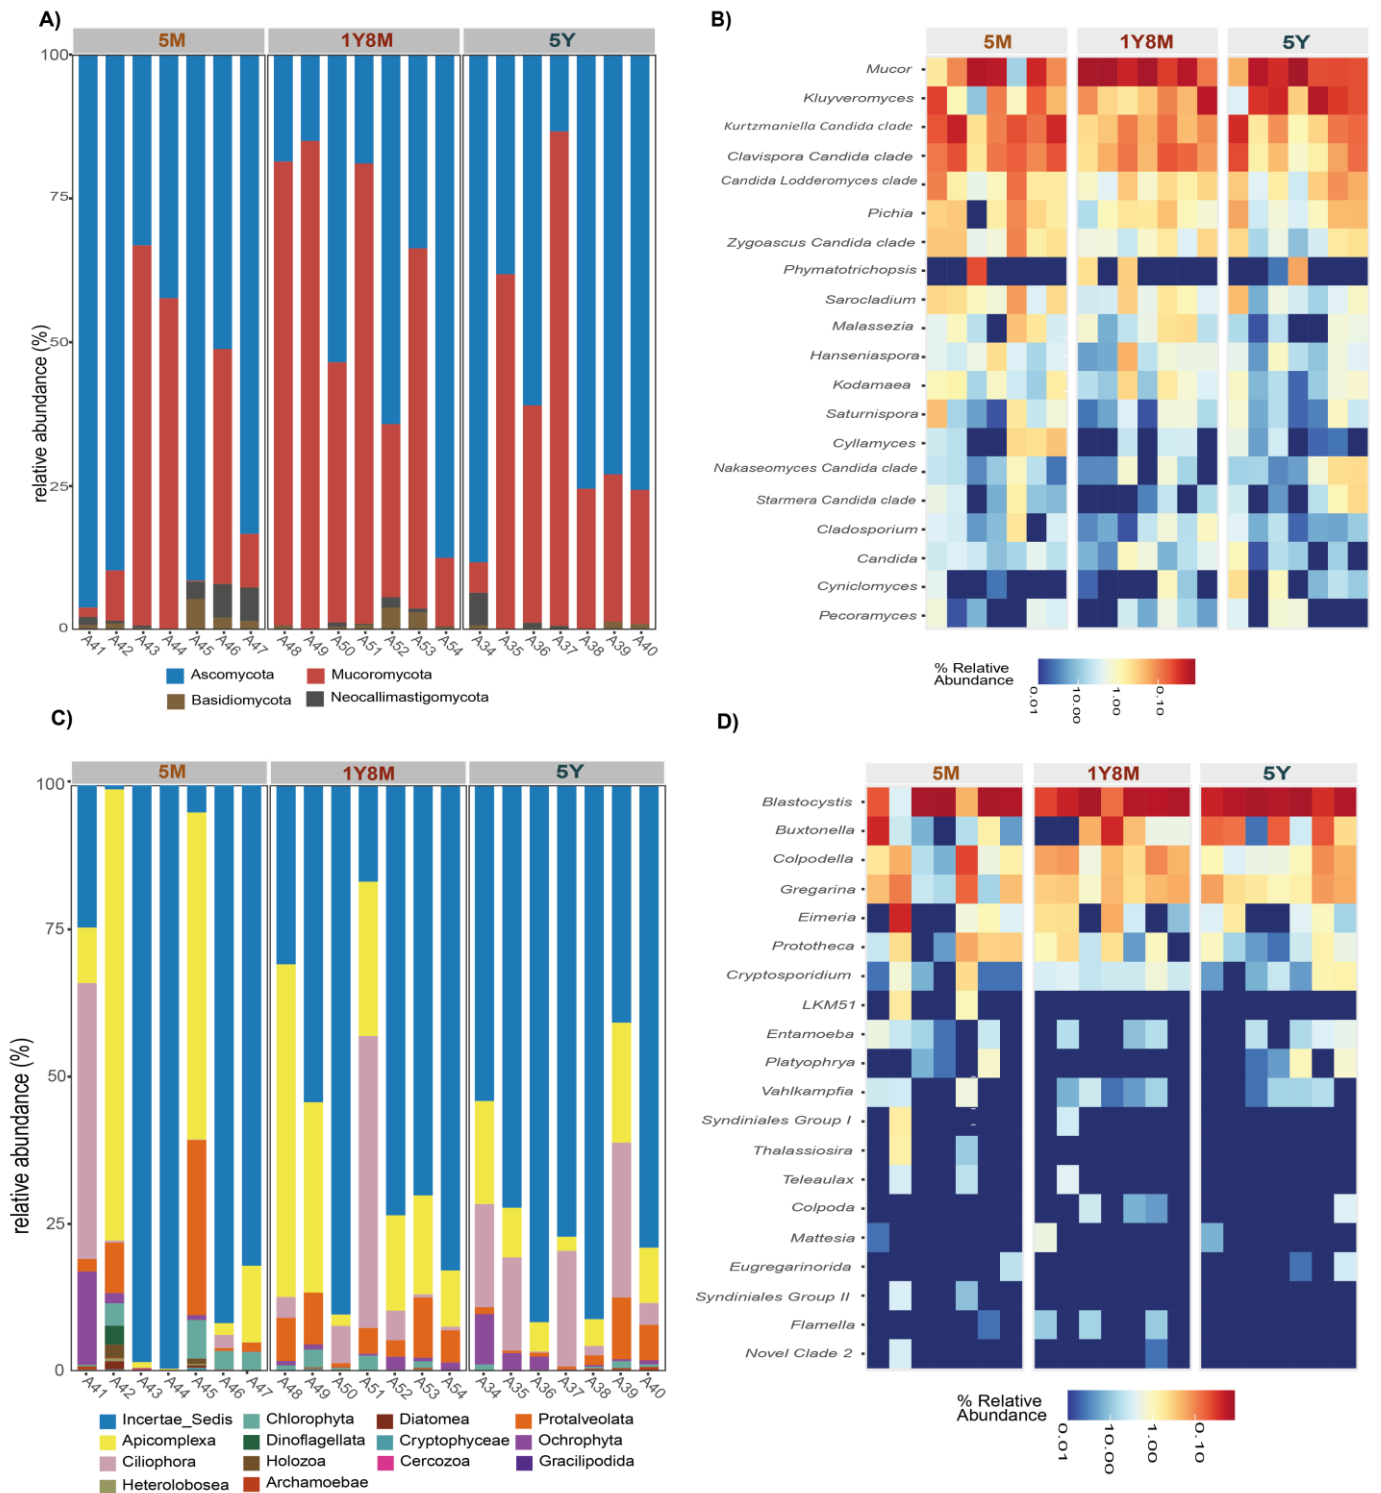 A)
5M 1Y8M 5Y
relative abundance (%)
100
75
50
25
0
A41 A42 A43 A44 A45 A46 A47 A48 A49 A50 A51 A52 A53 A54 A34 A35 A36 A37 A38 A39 A40
Ascomycota Mucoromycota
Basidiomycota Neocallimastigomycota
B)
5M 1Y8M 5Y
Mucor
Kluyveromyces
Kurtzmaniella Candida clade
Clavispora Candida clade
Candida Lodderomyces clade
Pichia
Zygoascus Candida clade
Phymatotrichopsis
Sarocladium
Malassezia
Hanseniaspora
Kodamaea
Saturnispora
Cyllamyces
Nakaseomyces Candida clade
Starmera Candida clade
Cladosporium
Candida
Cyniclomyces
Pecoramyces
% Relative
Abundance
0.01 10.00 1.00 0.10
C)
5M 1Y8M 5Y
relative abundance (%)
100
75
50
25
0
A41 A42 A43 A44 A45 A46 A47 A48 A49 A50 A51 A52 A53 A54 A34 A35 A36 A37 A38 A39 A40
Incertae_Sedis Chlorophyta Diatomea Protalveolata
Apicomplexa Dinoflagellata Cryptophyceae Ochrophyta
Ciliophora Holozoa Cercozoa Gracilipodida
Heterolobosea Archamoebae
D)
5M 1Y8M 5Y
Blastocystis
Buxtonella
Colpodella
Gregarina
Eimeria
Prototheca
Cryptosporidium
LKM51
Entamoeba
Platyophrya
Vahlkampfia
Syndiniales Group I
Thalassiosira
Teleaulax
Colpoda
Mattesia
Eugregarinorida
Syndiniales Group II
Flamella
Novel Clade 2
% Relative
Abundance
0.01 10.00 1.00 0.10